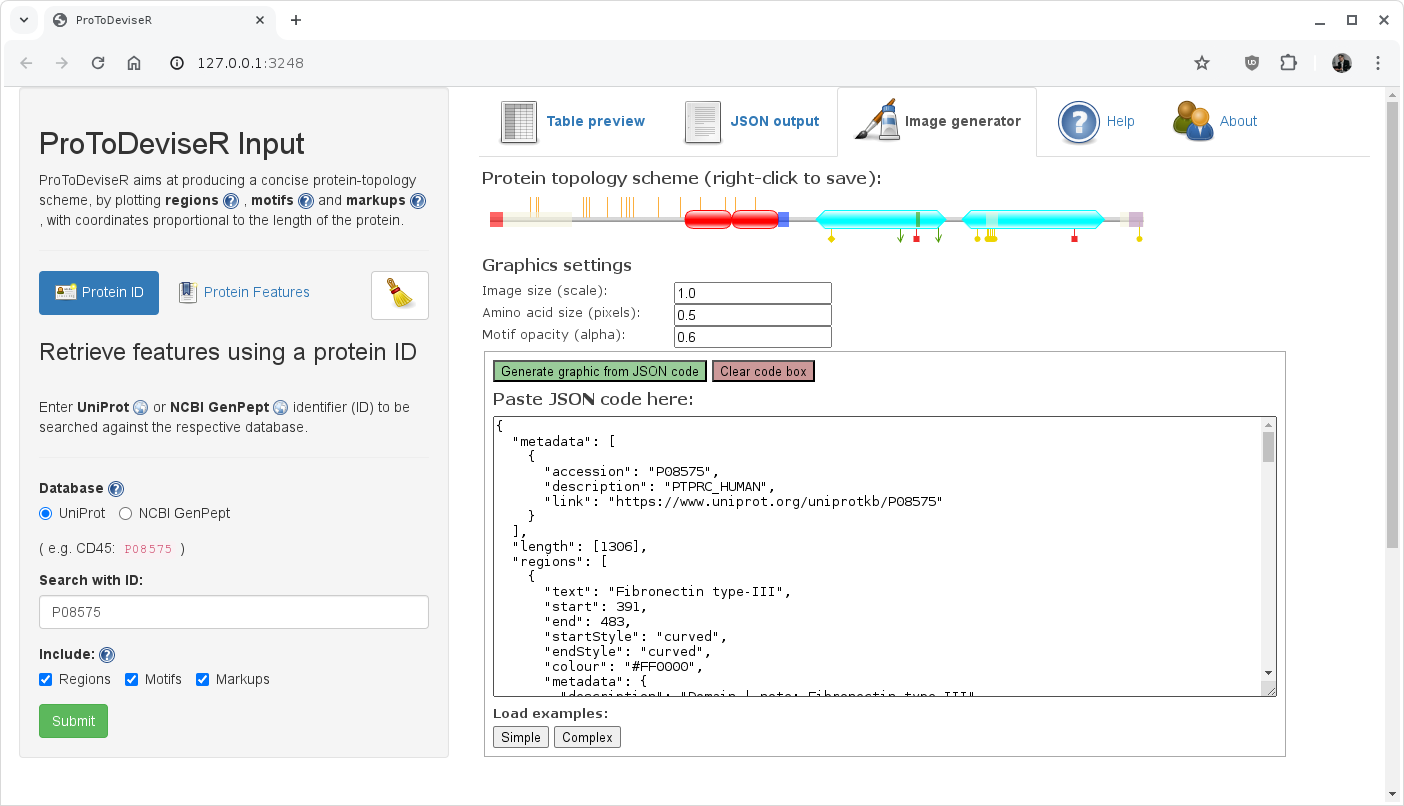 ProToDeviseR
127.0.0.1:3248
ProToDeviseR Input
ProToDeviseR aims at producing a concise protein-topology
scheme, by plotting regions ? , motifs ? and markups ?
, with coordinates proportional to the length of the protein.
Protein ID
Protein Features
Retrieve features using a protein ID
Enter UniProt or NCBI GenPept identifier (ID) to be
searched against the respective database.
Database ?
UniProt NCBI GenPept
( e.g. CD45: P08575 )
Search with ID:
P08575
Include: ?
Regions Motifs Markups
Submit
Table preview
JSON output
Image generator
? Help
About
Protein topology scheme (right-click to save):
Graphics settings
Image size (scale): 1.0
Amino acid size (pixels): 0.5
Motif opacity (alpha): 0.6
Generate graphic from JSON code Clear code box
Paste JSON code here:
{
"metadata": [
{
"accession": "P08575",
"description": "PTPRC_HUMAN",
"link": "https://www.uniprot.org/uniprotkb/P08575"
}
],
"length": [1306],
"regions": [
{
"text": "Fibronectin type-III",
"start": 391,
"end": 483,
"startStyle": "curved",
"endStyle": "curved",
"colour": "#FF0000",
"metadata": {
"description": "Domain | note: Fibronectin type-III"
Load examples:
Simple Complex